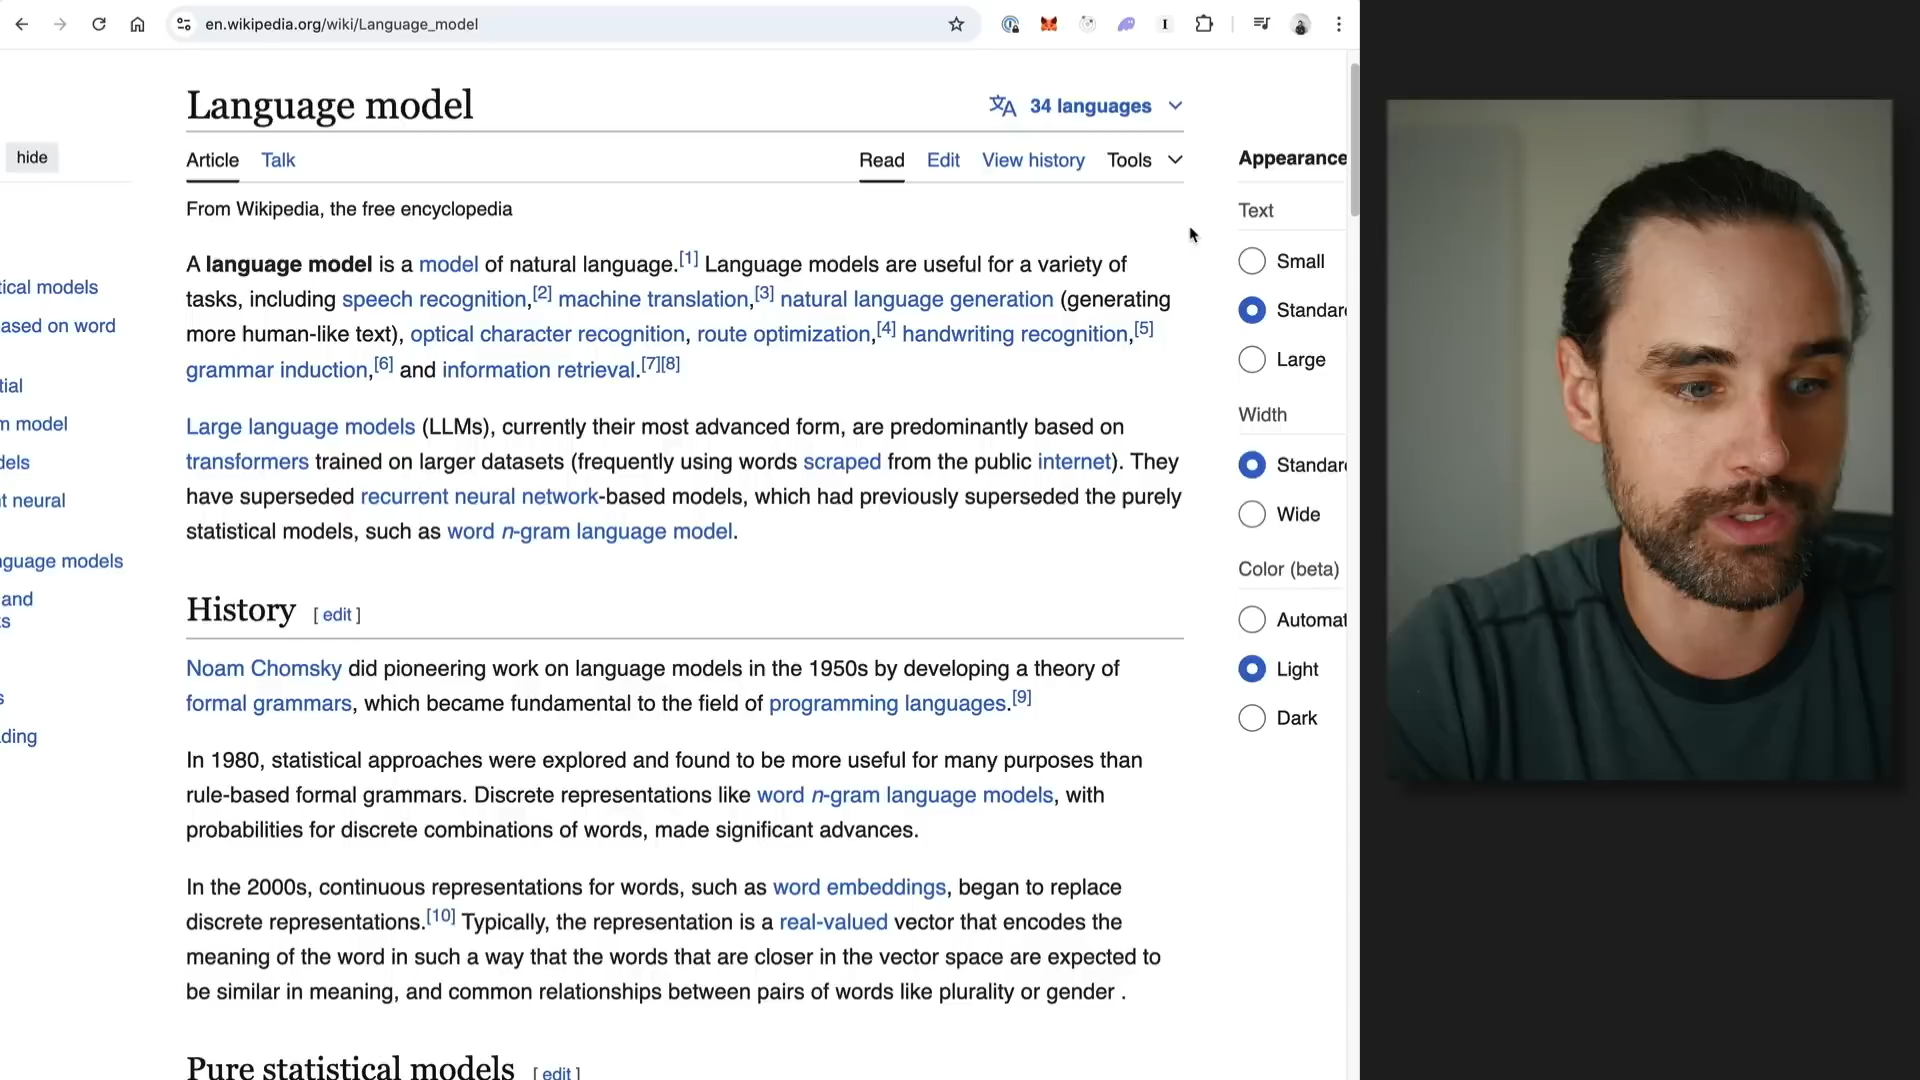 en.wikipedia.org/wiki/Language_model
I
Language model
34 languages
hide
Article Talk
Read Edit View history Tools
Appearance
From Wikipedia, the free encyclopedia
Text
A language model is a model of natural language.[1] Language models are useful for a variety of
tasks, including speech recognition,[2] machine translation,[3] natural language generation (generating
more human-like text), optical character recognition, route optimization,[4] handwriting recognition,[5]
grammar induction,[6] and information retrieval.[7][8]
Large language models (LLMs), currently their most advanced form, are predominantly based on
transformers trained on larger datasets (frequently using words scraped from the public internet). They
have superseded recurrent neural network-based models, which had previously superseded the purely
statistical models, such as word n-gram language model.
History [ edit ]
Noam Chomsky did pioneering work on language models in the 1950s by developing a theory of
formal grammars, which became fundamental to the field of programming languages.[9]
In 1980, statistical approaches were explored and found to be more useful for many purposes than
rule-based formal grammars. Discrete representations like word n-gram language models, with
probabilities for discrete combinations of words, made significant advances.
In the 2000s, continuous representations for words, such as word embeddings, began to replace
discrete representations.[10] Typically, the representation is a real-valued vector that encodes the
meaning of the word in such a way that the words that are closer in the vector space are expected to
be similar in meaning, and common relationships between pairs of words like plurality or gender .
Pure statistical models [ edit ]
tical models
ased on word
tial
m model
dels
t neural
nguage models
and
s
s
ding
Small
Standar
Large
Width
Standar
Wide
Color (beta)
Automat
Light
Dark